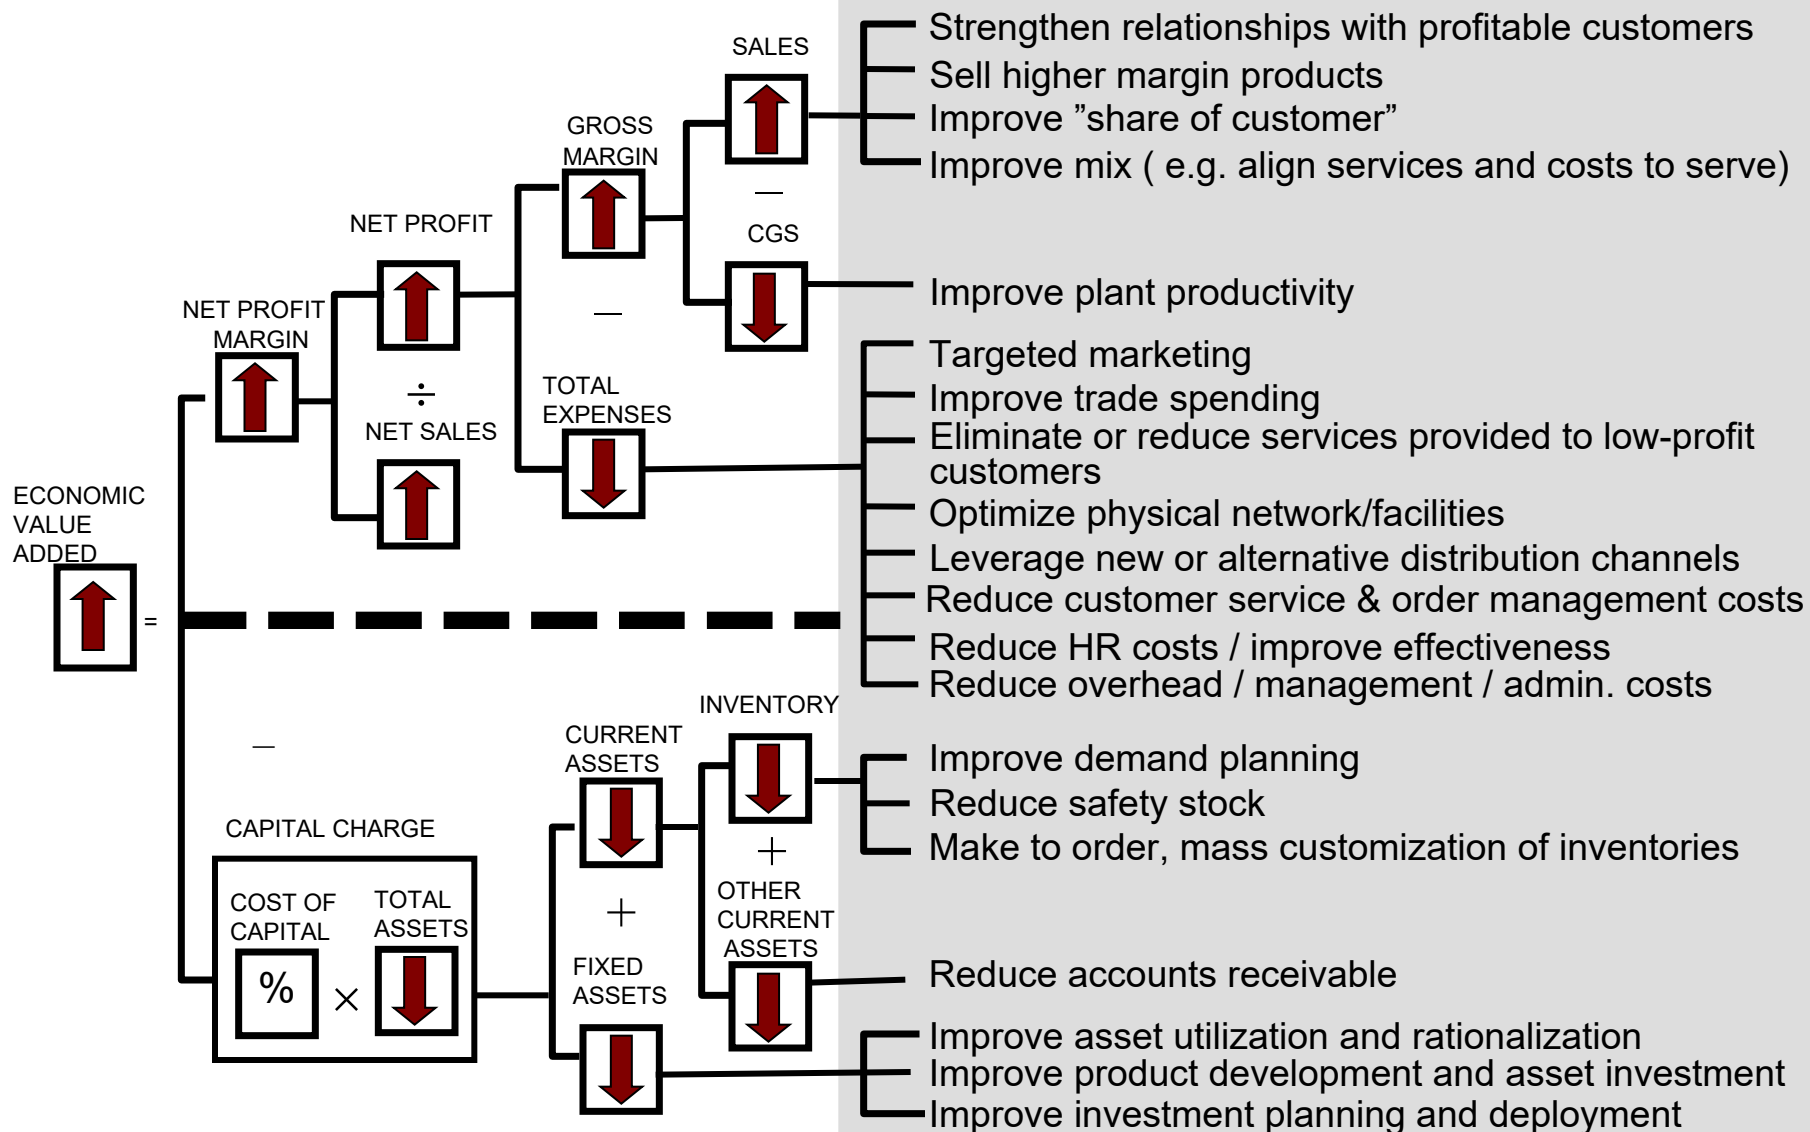 SALES
GROSS
MARGIN
—
CGS
NET PROFIT
—
NET PROFIT
MARGIN
÷
NET SALES
TOTAL
EXPENSES
ECONOMIC
VALUE
ADDED
=
—
CAPITAL CHARGE
COST OF
CAPITAL
%
×
TOTAL
ASSETS
CURRENT
ASSETS
+
FIXED
ASSETS
INVENTORY
+
OTHER
CURRENT
ASSETS
Strengthen relationships with profitable customers
Sell higher margin products
Improve ”share of customer”
Improve mix ( e.g. align services and costs to serve)
Improve plant productivity
Targeted marketing
Improve trade spending
Eliminate or reduce services provided to low-profit
customers
Optimize physical network/facilities
Leverage new or alternative distribution channels
Reduce customer service & order management costs
Reduce HR costs / improve effectiveness
Reduce overhead / management / admin. costs
Improve demand planning
Reduce safety stock
Make to order, mass customization of inventories
Reduce accounts receivable
Improve asset utilization and rationalization
Improve product development and asset investment
Improve investment planning and deployment